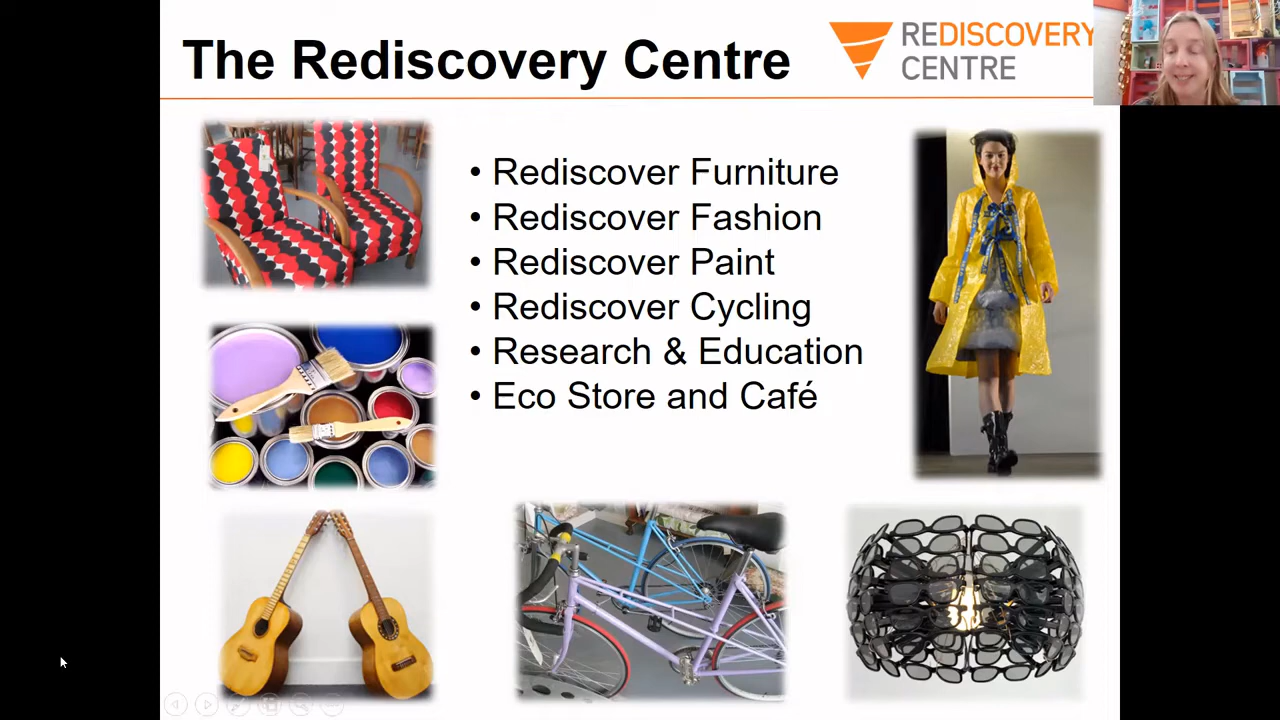 The Rediscovery Centre
REDISCOVERY
CENTRE
• Rediscover Furniture
• Rediscover Fashion
• Rediscover Paint
• Rediscover Cycling
• Research & Education
• Eco Store and Café